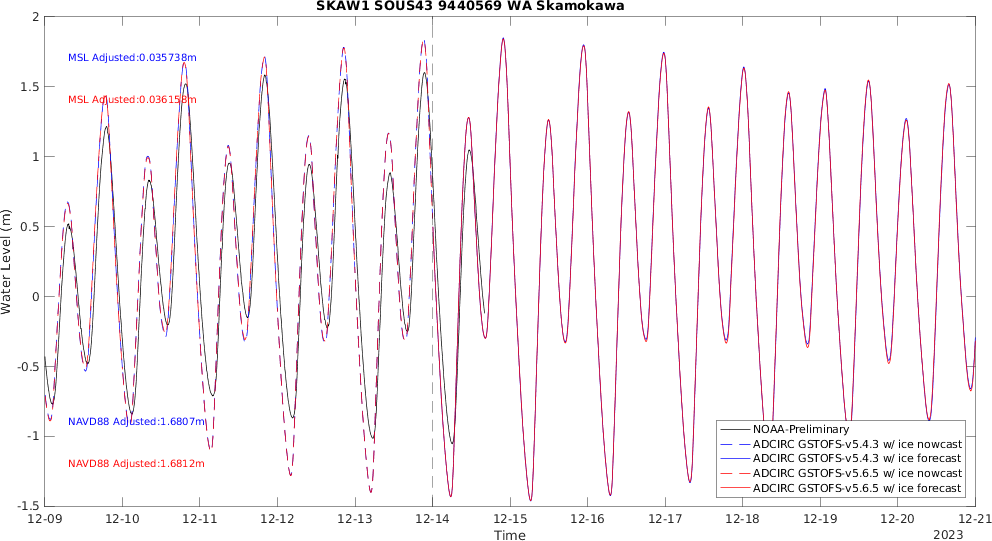 SKAW1 SOUS43 9440569 WA Skamokawa
2
1.5
1
0.5
0
-0.5
-1
-1.5
Water Level (m)
MSL Adjusted:0.035738m
MSL Adjusted:0.036158m
NAVD88 Adjusted:1.6807m
NAVD88 Adjusted:1.6812m
NOAA-Preliminary
ADCIRC GSTOFS-v5.4.3 w/ ice nowcast
ADCIRC GSTOFS-v5.4.3 w/ ice forecast
ADCIRC GSTOFS-v5.6.5 w/ ice nowcast
ADCIRC GSTOFS-v5.6.5 w/ ice forecast
12-09 12-10 12-11 12-12 12-13 12-14 12-15 12-16 12-17 12-18 12-19 12-20 12-21
Time
2023